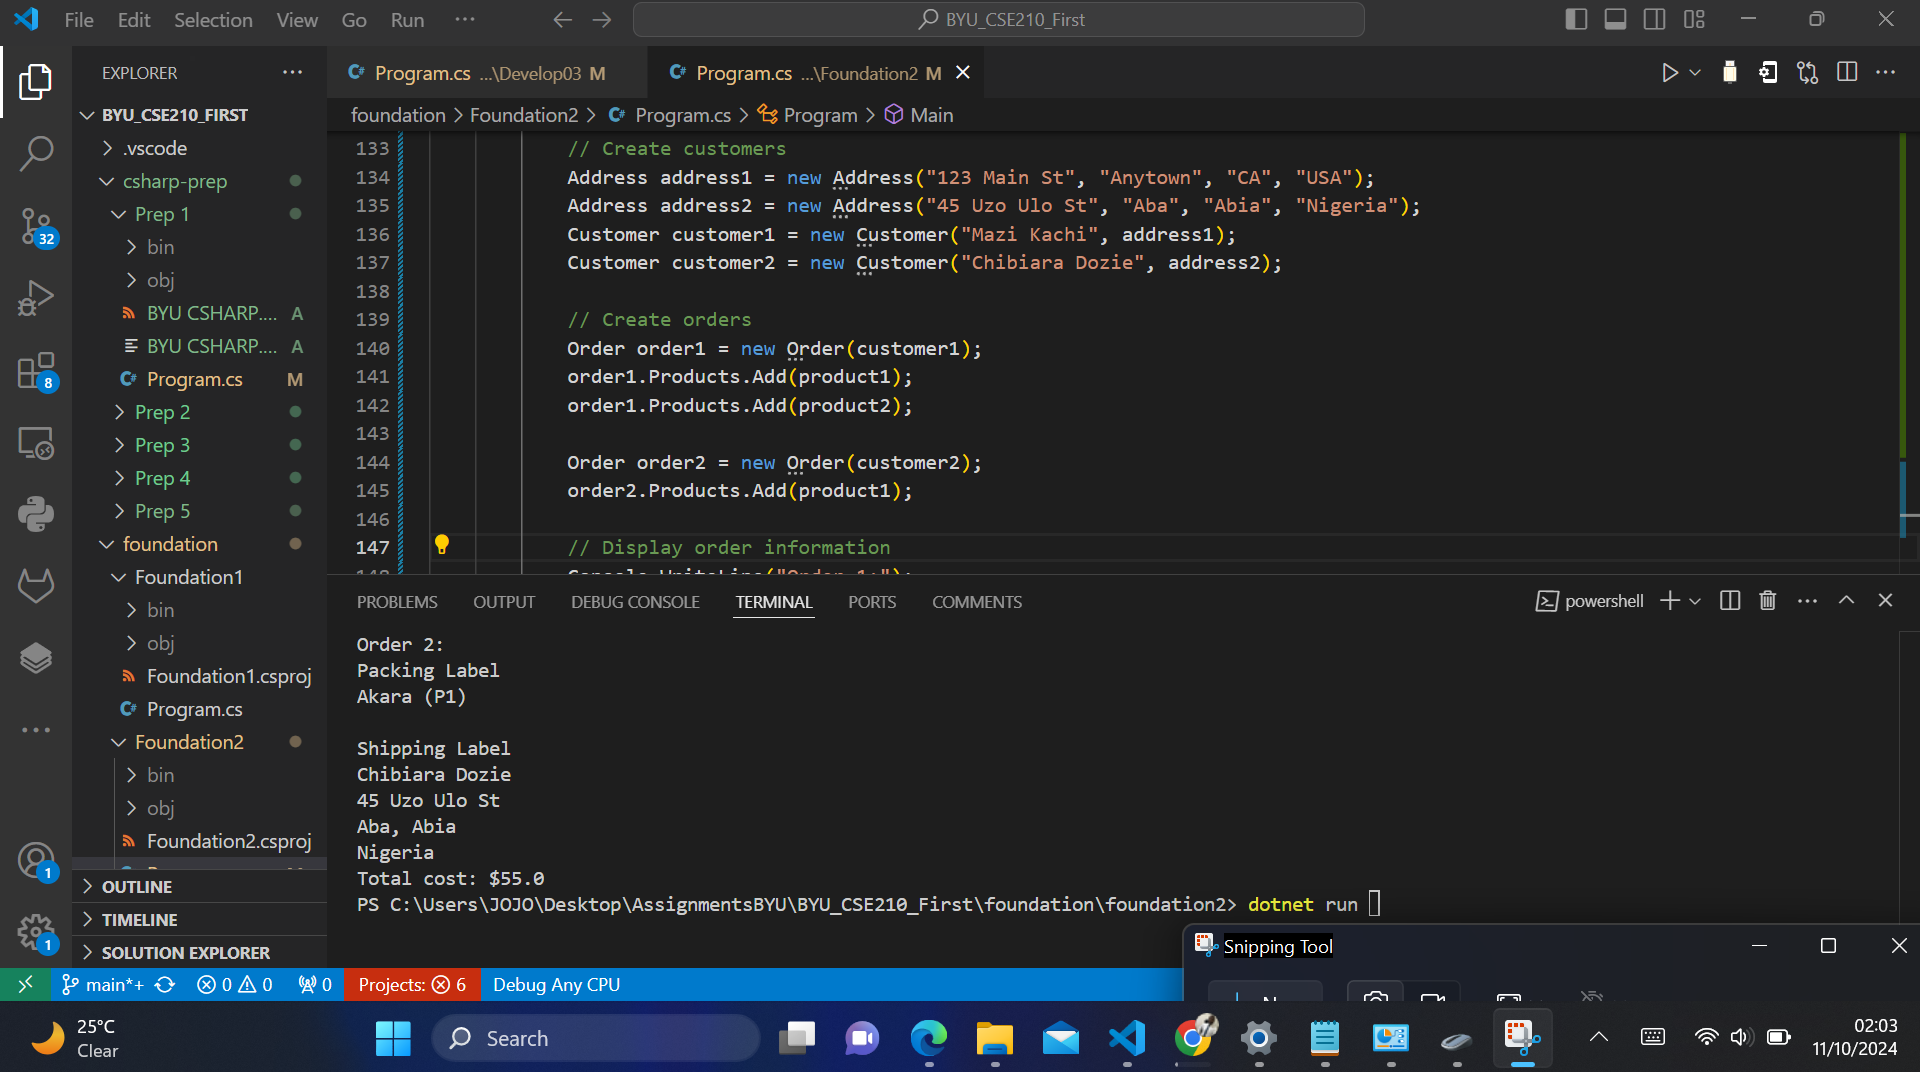 File Edit Selection View Go Run ··· BYU_CSE210_First
EXPLORER
BYU_CSE210_FIRST
.vscode
csharp-prep
Prep 1
bin
obj
BYU CSHARP.... A
BYU CSHARP.... A
Program.cs M
Prep 2
Prep 3
Prep 4
Prep 5
foundation
Foundation1
bin
obj
Foundation1.csproj
Program.cs
Foundation2
bin
obj
Foundation2.csproj
OUTLINE
TIMELINE
SOLUTION EXPLORER
32
8
1
1
Program.cs ...\Develop03 M
Program.cs ...\Foundation2 M
foundation > Foundation2 > Program.cs > Program > Main
133 // Create customers
134 Address address1 = new Address("123 Main St", "Anytown", "CA", "USA");
135 Address address2 = new Address("45 Uzo Ulo St", "Aba", "Abia", "Nigeria");
136 Customer customer1 = new Customer("Mazi Kachi", address1);
137 Customer customer2 = new Customer("Chibiara Dozie", address2);
138
139 // Create orders
140 Order order1 = new Order(customer1);
141 order1.Products.Add(product1);
142 order1.Products.Add(product2);
143
144 Order order2 = new Order(customer2);
145 order2.Products.Add(product1);
146
147 // Display order information
148 Console.WriteLine("Order 1:");
PROBLEMS OUTPUT DEBUG CONSOLE TERMINAL PORTS COMMENTS
powershell
Order 2:
Packing Label
Akara (P1)
Shipping Label
Chibiara Dozie
45 Uzo Ulo St
Aba, Abia
Nigeria
Total cost: $55.0
PS C:\Users\JOJO\Desktop\AssignmentsBYU\BYU_CSE210_First\foundation\foundation2> dotnet run
Snipping Tool
main*+ 0 0 0 Projects: 6 Debug Any CPU
25°C
Clear
Search
02:03
11/10/2024